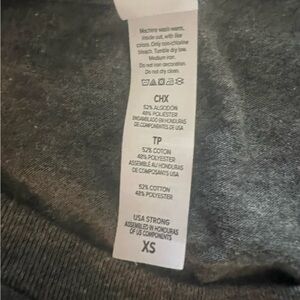 Machine wash warm,
inside out, with like
colors. Only non-chlorine
bleach. Tumble dry low.
Medium iron.
Do not iron decoration.
Do not dry clean.
CHX
52% ALGODÓN
48% POLIÉSTER
ENSAMBLADO EN HONDURAS
DE COMPONENTES DE USA
TP
52% COTON
48% POLYESTER
ASSEMBLÉ AU HONDURAS
DE COMPOSANTS USA
52% COTTON
48% POLYESTER
USA STRONG
ASSEMBLED IN HONDURAS
OF US COMPONENTS
XS